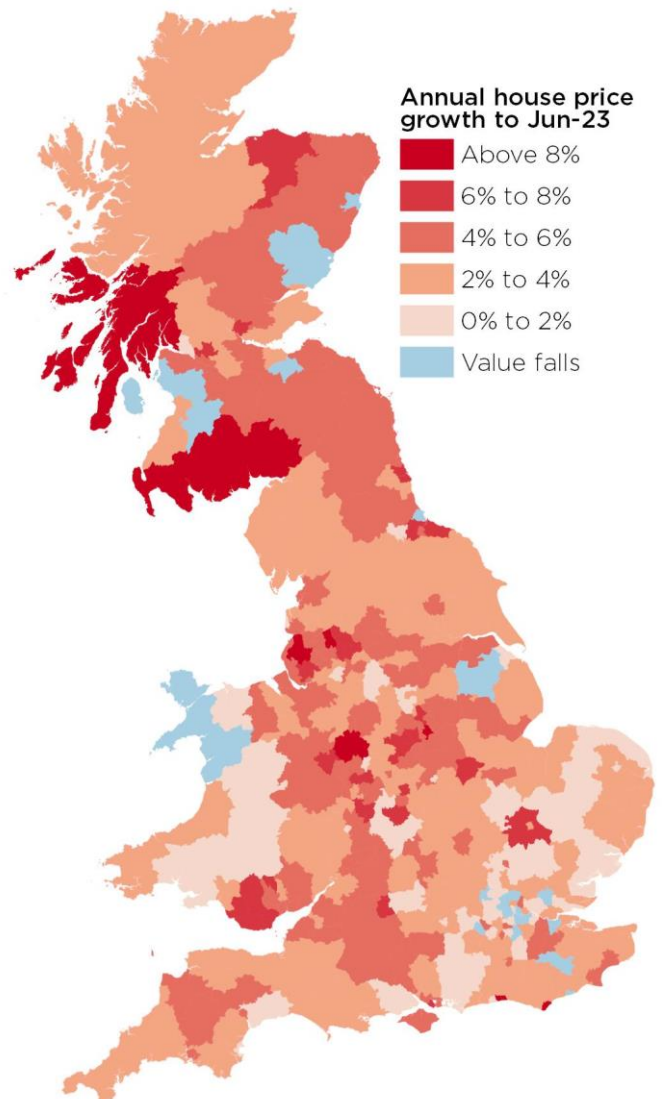 Annual house price
growth to Jun-23
Above 8%
6% to 8%
4% to 6%
2% to 4%
0% to 2%
Value falls